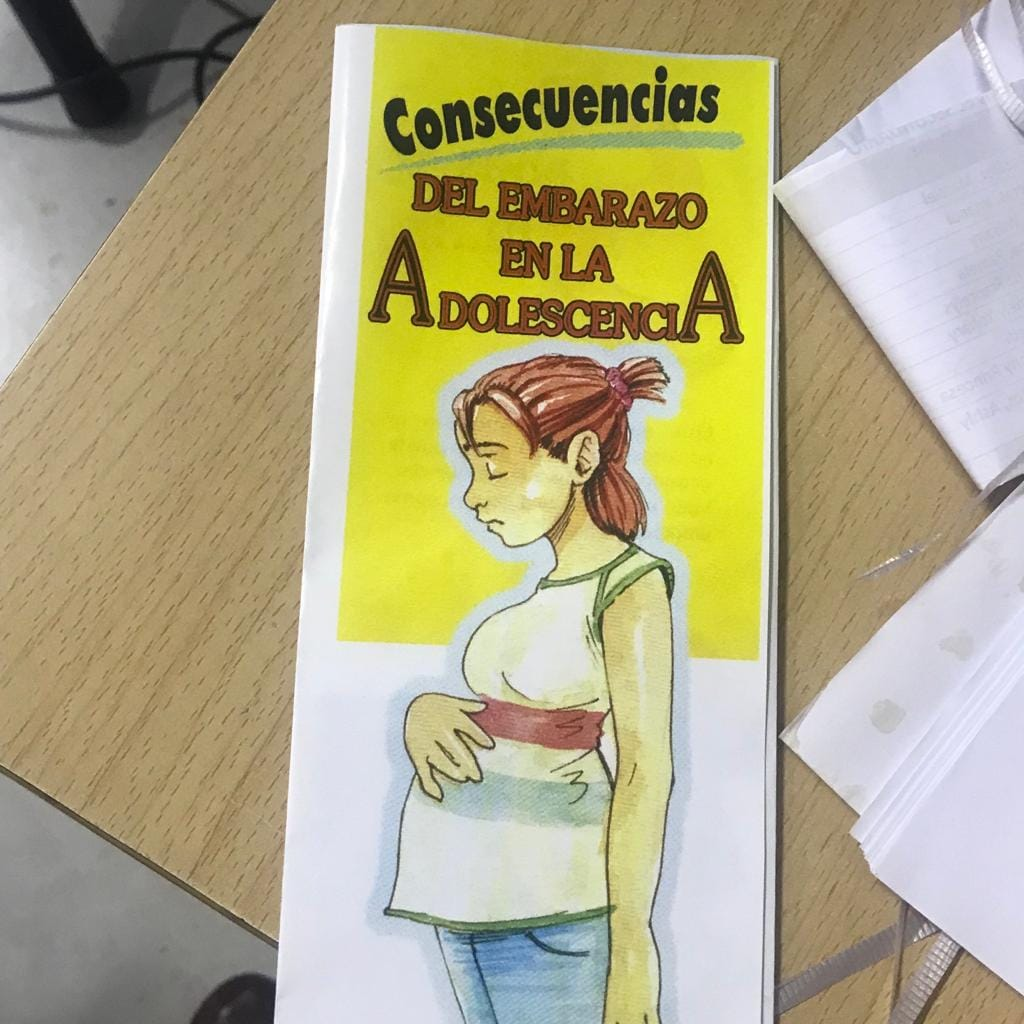 Consecuencias
DEL EMBARAZO
EN LA
ADOLESCENCIA